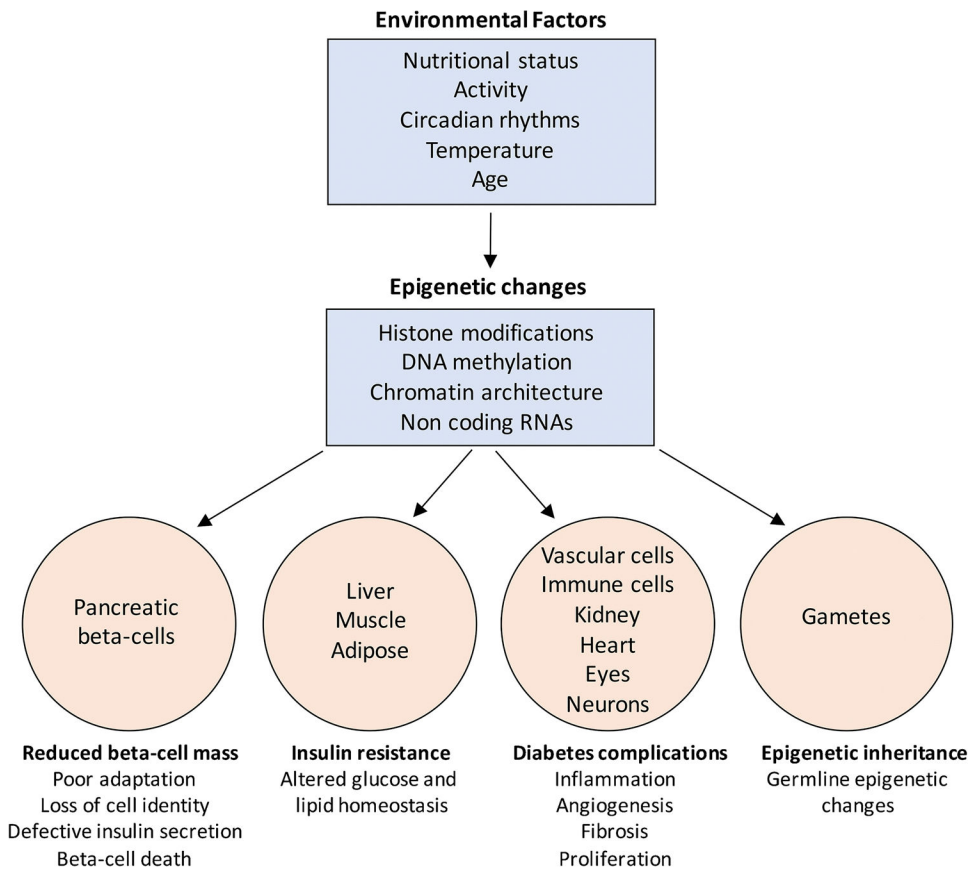 Environmental Factors
Nutritional status
Activity
Circadian rhythms
Temperature
Age
Epigenetic changes
Histone modifications
DNA methylation
Chromatin architecture
Non coding RNAs
Pancreatic
beta-cells
Reduced beta-cell mass
Poor adaptation
Loss of cell identity
Defective insulin secretion
Beta-cell death
Liver
Muscle
Adipose
Insulin resistance
Altered glucose and
lipid homeostasis
Vascular cells
Immune cells
Kidney
Heart
Eyes
Neurons
Diabetes complications
Inflammation
Angiogenesis
Fibrosis
Proliferation
Gametes
Epigenetic inheritance
Germline epigenetic
changes